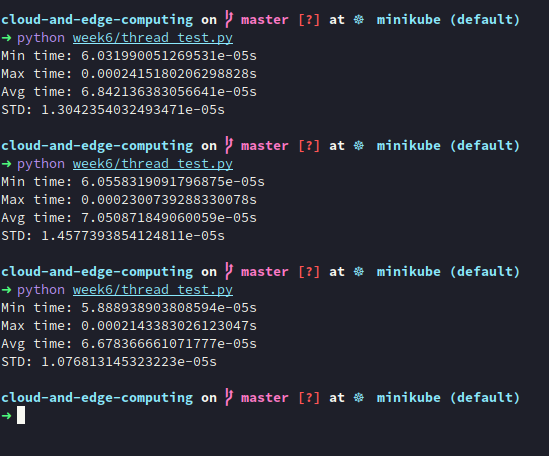 cloud-and-edge-computing on master [?] at ☸ minikube (default)
➜ python week6/thread_test.py
Min time: 6.031990051269531e-05s
Max time: 0.0002415180206298828s
Avg time: 6.842136383056641e-05s
STD: 1.3042354032493471e-05s
cloud-and-edge-computing on master [?] at ☸ minikube (default)
➜ python week6/thread_test.py
Min time: 6.0558319091796875e-05s
Max time: 0.0002300739288330078s
Avg time: 7.050871849060059e-05s
STD: 1.4577393854124811e-05s
cloud-and-edge-computing on master [?] at ☸ minikube (default)
➜ python week6/thread_test.py
Min time: 5.888938903808594e-05s
Max time: 0.0002143383026123047s
Avg time: 6.678366661071777e-05s
STD: 1.076813145323223e-05s
cloud-and-edge-computing on master [?] at ☸ minikube (default)
➜